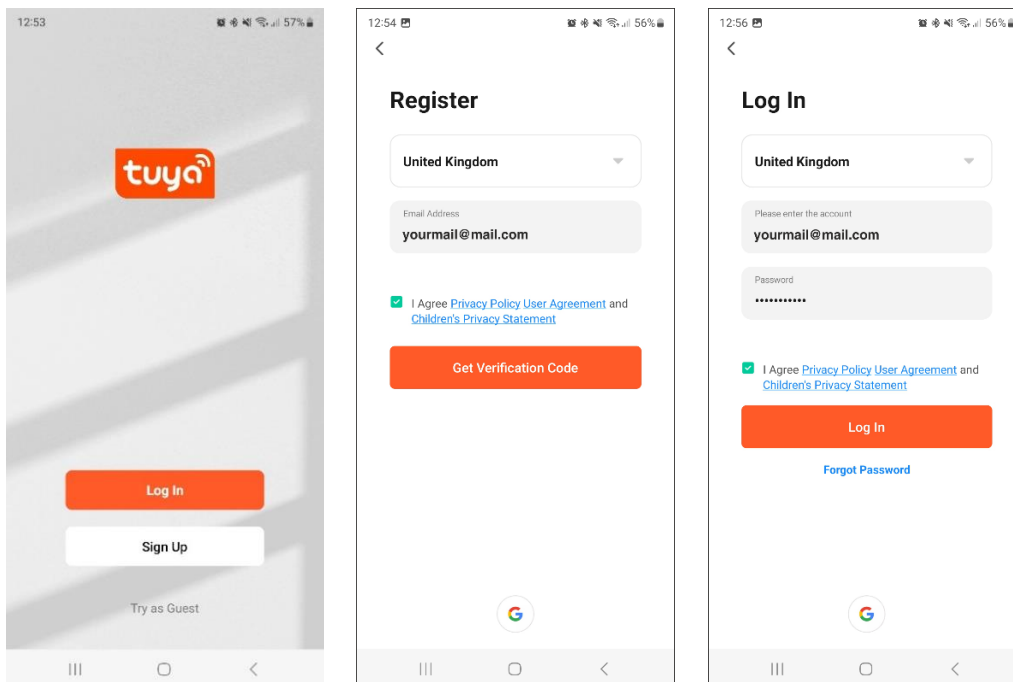 12:53
57%
tuya
Log In
Sign Up
Try as Guest
12:54
56%
Register
United Kingdom
Email Address
yourmail@mail.com
I Agree Privacy Policy User Agreement and
Children's Privacy Statement
Get Verification Code
G
12:56
56%
Log In
United Kingdom
Please enter the account
yourmail@mail.com
Password
•••••••••••
I Agree Privacy Policy User Agreement and
Children's Privacy Statement
Log In
Forgot Password
G